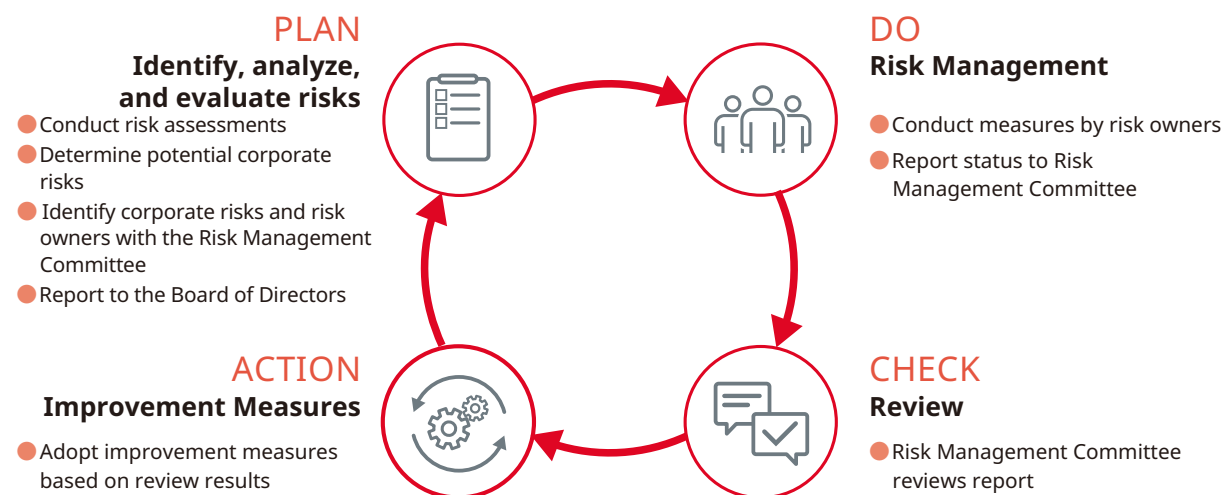 PLAN
Identify, analyze,
and evaluate risks
Conduct risk assessments
Determine potential corporate
risks
Identify corporate risks and risk
owners with the Risk Management
Committee
Report to the Board of Directors
DO
Risk Management
Conduct measures by risk owners
Report status to Risk
Management Committee
ACTION
Improvement Measures
Adopt improvement measures
based on review results
CHECK
Review
Risk Management Committee
reviews report